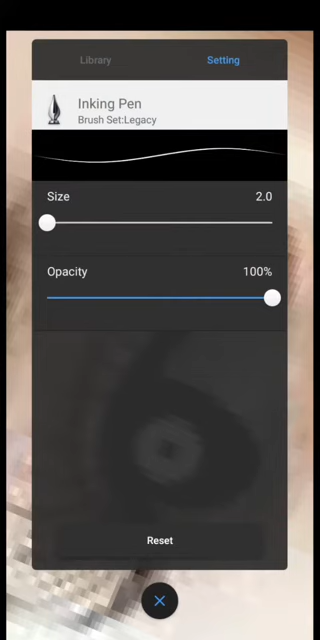 Library Setting
Inking Pen
Brush Set:Legacy
Size 2.0
Opacity 100%
Reset